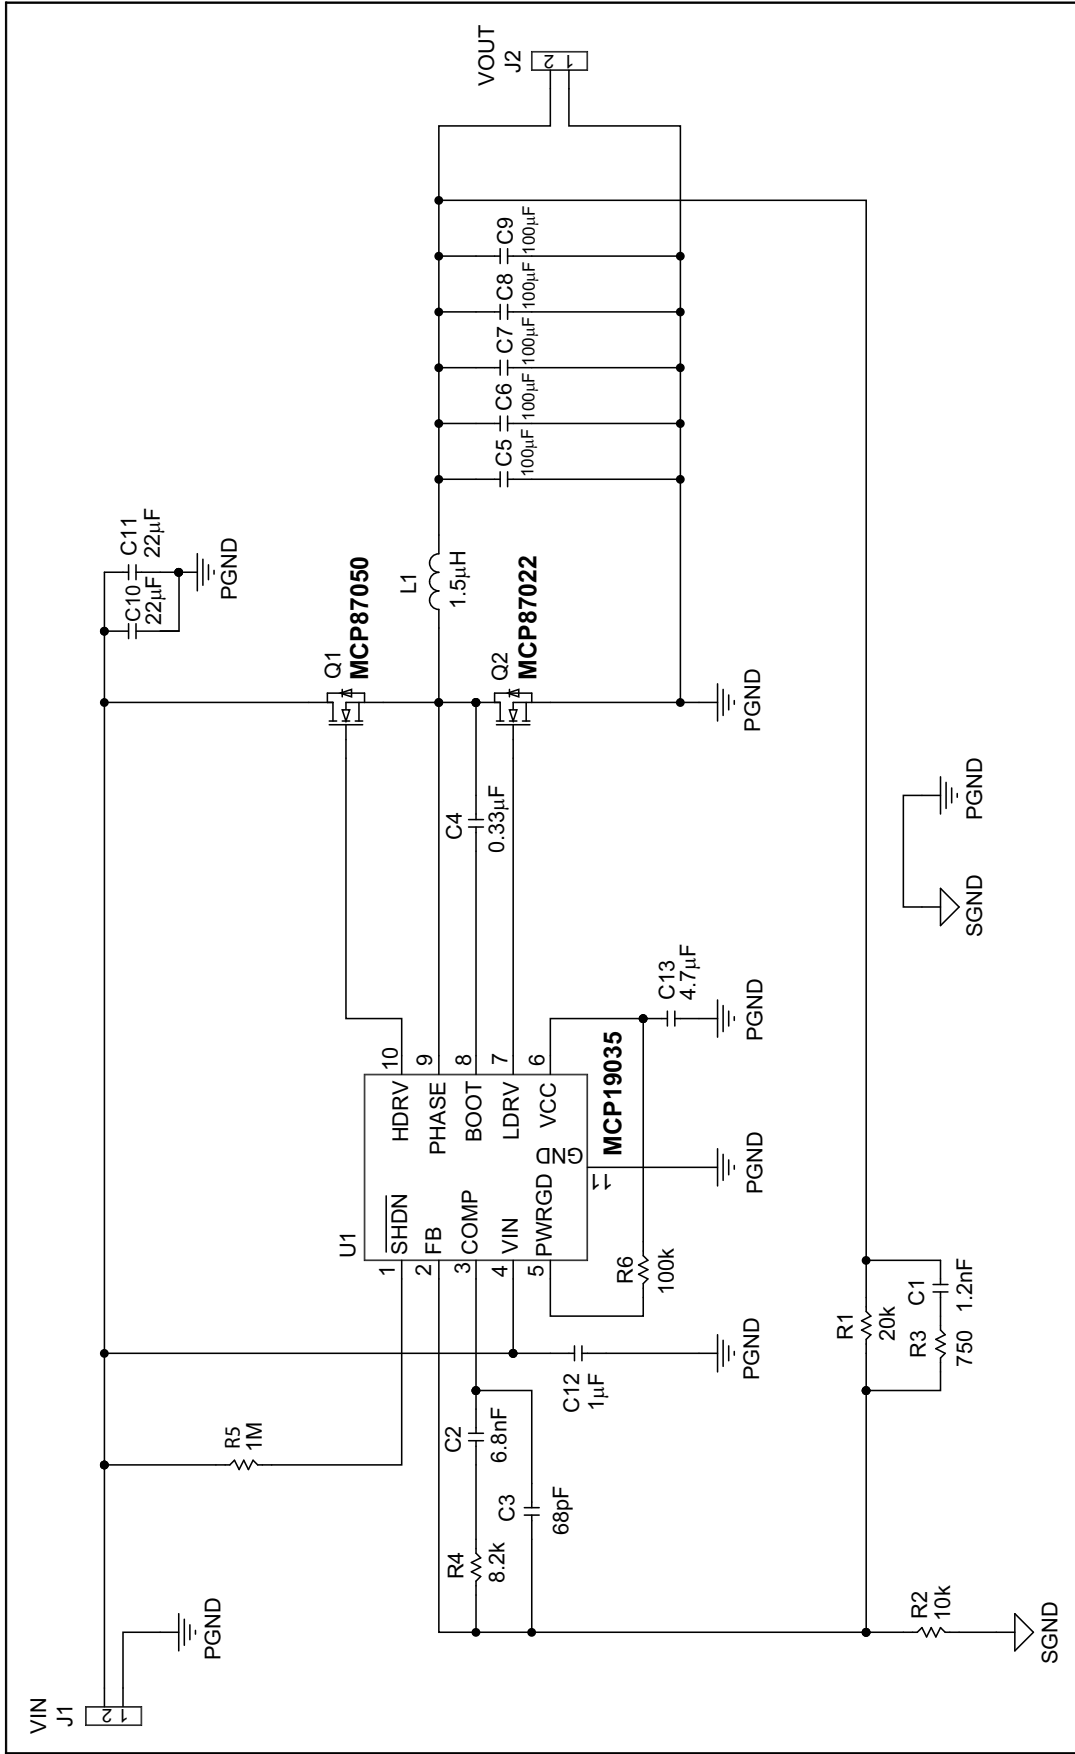 VIN
J1
2
1
PGND
R5
1M
C10
22µF
C11
22µF
PGND
Q1
MCP87050
L1
1.5µH
Q2
MCP87022
PGND
C5
100µF
C6
100µF
C7
100µF
C8
100µF
C9
100µF
VOUT
J2
2
1
U1
1
SHDN
2
FB
3
COMP
4
VIN
5
PWRGD
HDRV
10
PHASE
9
BOOT
8
LDRV
7
VCC
6
GND
11
MCP19035
PGND
C4
0.33µF
C13
4.7µF
PGND
R6
100k
C12
1µF
PGND
C2
6.8nF
R4
8.2k
C3
68pF
R1
20k
R3
750
C1
1.2nF
R2
10k
SGND
SGND
PGND